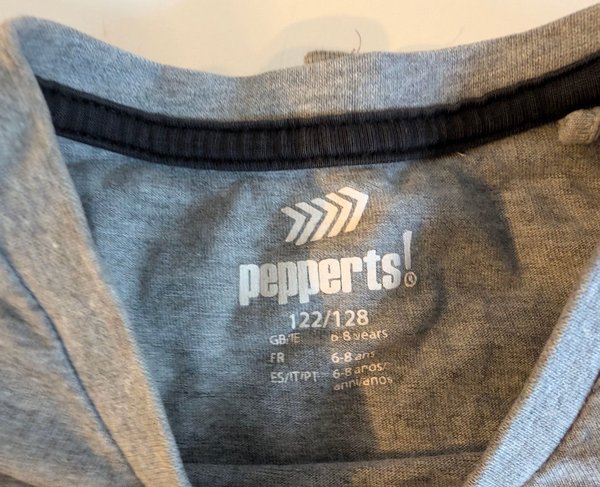 pepperts!®
122/128
GB/IE 6-8 years
FR 6-8 ans
ES/IT/PT 6-8 años/
anni/anos